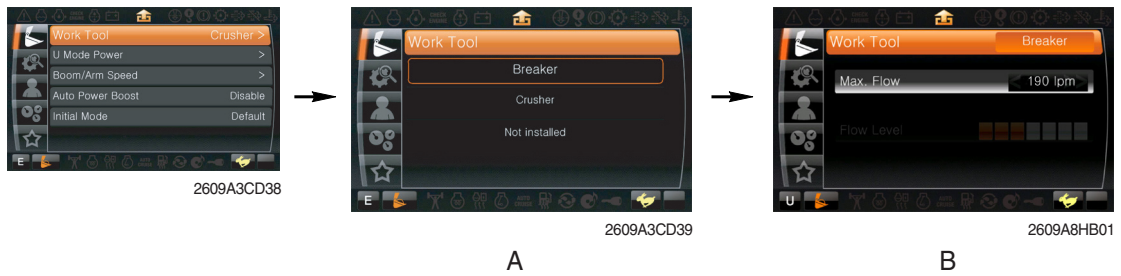 Work Tool Crusher >
U Mode Power >
Boom/Arm Speed >
Auto Power Boost Disable
Initial Mode Default
E
2609A3CD38
Work Tool
Breaker
Crusher
Not installed
E
2609A3CD39
A
Work Tool Breaker
Max. Flow 190 lpm
Flow Level
U
2609A8HB01
B